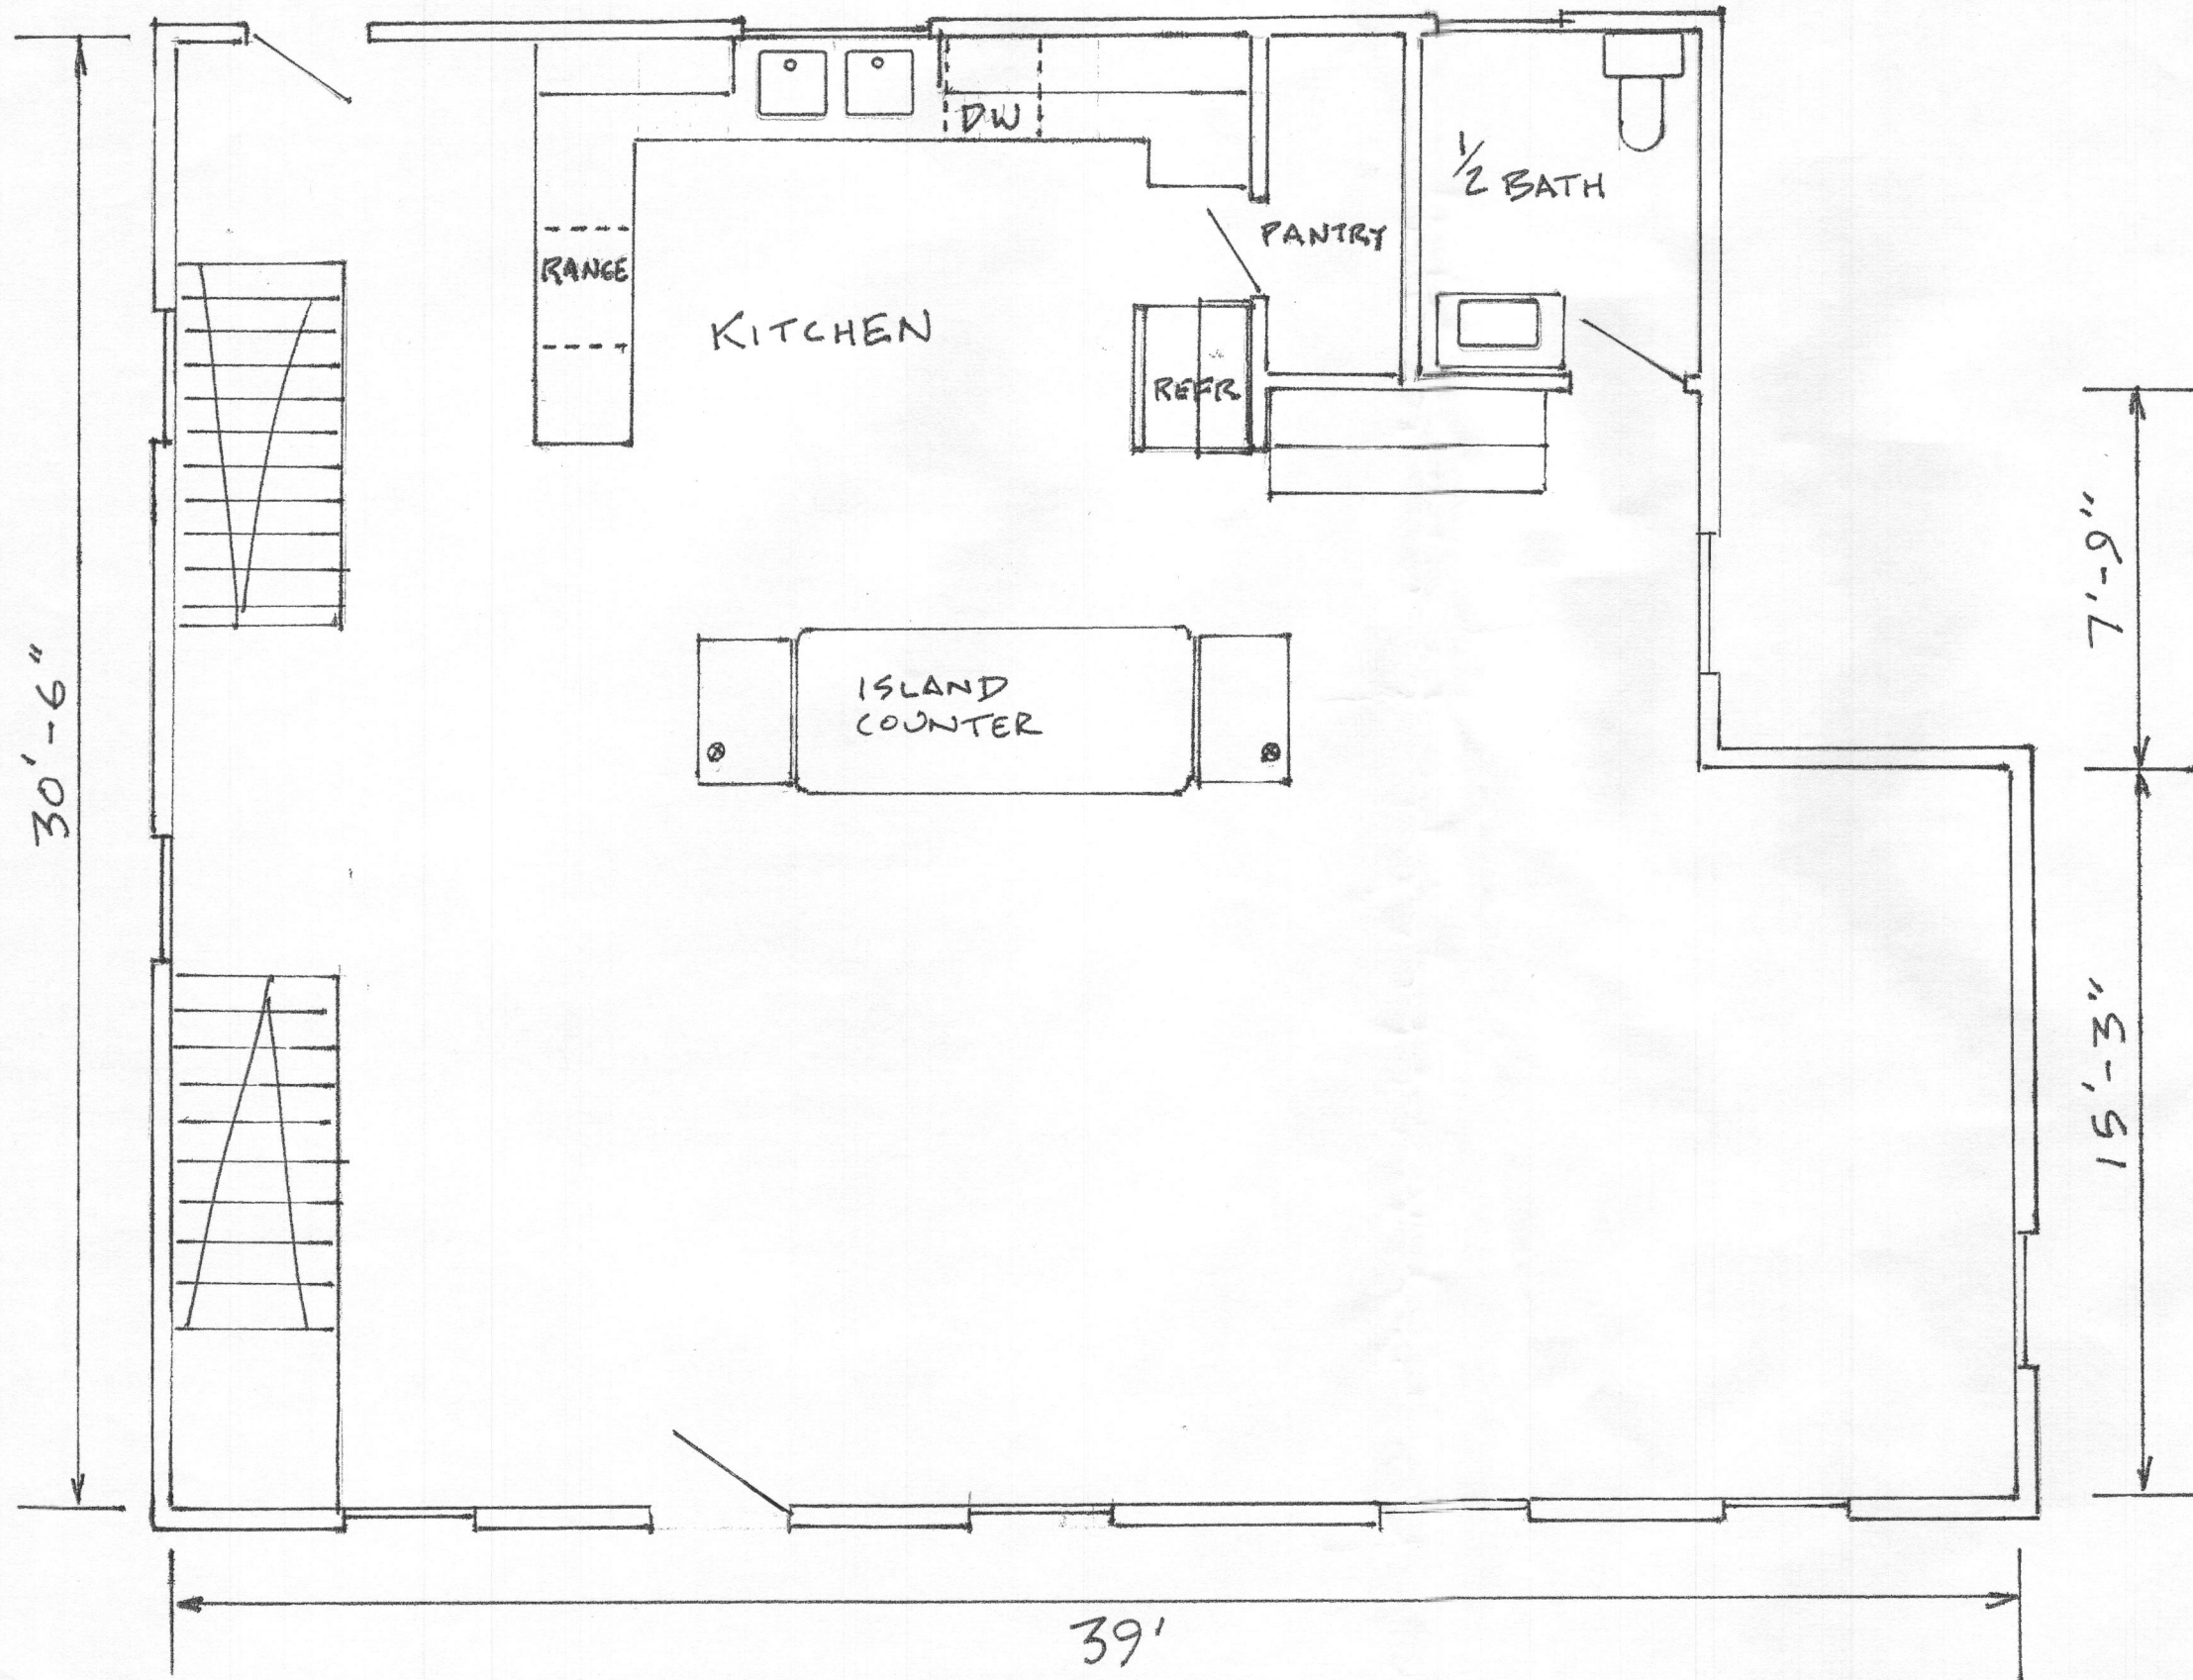 DW
1/2 BATH
PANTRY
RANGE
KITCHEN
REFR
7'-9"
ISLAND
COUNTER
30'-6"
15'-3"
39'